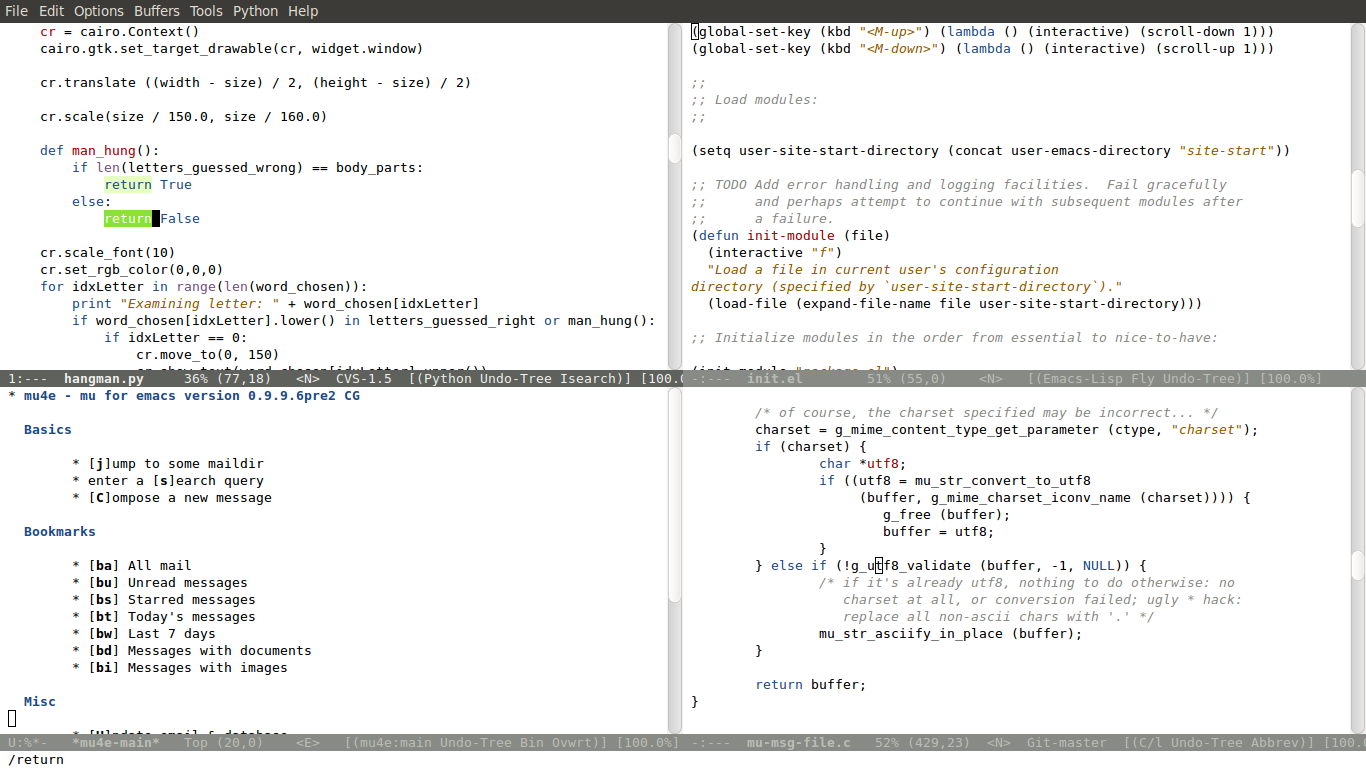 File Edit Options Buffers Tools Python Help
    cr = cairo.Context()
    cairo.gtk.set_target_drawable(cr, widget.window)
    cr.translate ((width - size) / 2, (height - size) / 2)
    cr.scale(size / 150.0, size / 160.0)
    def man_hung():
        if len(letters_guessed_wrong) == body_parts:
            return True
        else:
            return False
    cr.scale_font(10)
    cr.set_rgb_color(0,0,0)
    for idxLetter in range(len(word_chosen)):
        print "Examining letter: " + word_chosen[idxLetter]
        if word_chosen[idxLetter].lower() in letters_guessed_right or man_hung():
            if idxLetter == 0:
                cr.move_to(0, 150)
1:---  hangman.py     36% (77,18)   <N>  CVS-1.5  [(Python Undo-Tree Isearch)] [100.
(global-set-key (kbd "<M-up>") (lambda () (interactive) (scroll-down 1)))
(global-set-key (kbd "<M-down>") (lambda () (interactive) (scroll-up 1)))
;;
;; Load modules:
;;
(setq user-site-start-directory (concat user-emacs-directory "site-start"))
;; TODO Add error handling and logging facilities.  Fail gracefully
;;      and perhaps attempt to continue with subsequent modules after
;;      a failure.
(defun init-module (file)
  (interactive "f")
  "Load a file in current user's configuration
directory (specified by `user-site-start-directory`)."
  (load-file (expand-file-name file user-site-start-directory)))
;; Initialize modules in the order from essential to nice-to-have:
-:---  init.el        51% (55,0)    <N>   [(Emacs-Lisp Fly Undo-Tree)] [100.0%]
* mu4e - mu for emacs version 0.9.9.6pre2 CG
  Basics
        * [j]ump to some maildir
        * enter a [s]earch query
        * [C]ompose a new message
  Bookmarks
        * [ba] All mail
        * [bu] Unread messages
        * [bs] Starred messages
        * [bt] Today's messages
        * [bw] Last 7 days
        * [bd] Messages with documents
        * [bi] Messages with images
  Misc
U:%*-  *mu4e-main*   Top (20,0)    <E>   [(mu4e:main Undo-Tree Bin Ovwrt)] [100.0%]
        /* of course, the charset specified may be incorrect... */
        charset = g_mime_content_type_get_parameter (ctype, "charset");
        if (charset) {
                char *utf8;
                if ((utf8 = mu_str_convert_to_utf8
                     (buffer, g_mime_charset_iconv_name (charset)))) {
                        g_free (buffer);
                        buffer = utf8;
                }
        } else if (!g_utf8_validate (buffer, -1, NULL)) {
                /* if it's already utf8, nothing to do otherwise: no
                   charset at all, or conversion failed; ugly * hack:
                   replace all non-ascii chars with '.' */
                mu_str_asciify_in_place (buffer);
        }
        return buffer;
}
-:---  mu-msg-file.c   52% (429,23)  <N>  Git-master  [(C/l Undo-Tree Abbrev)] [100.
/return